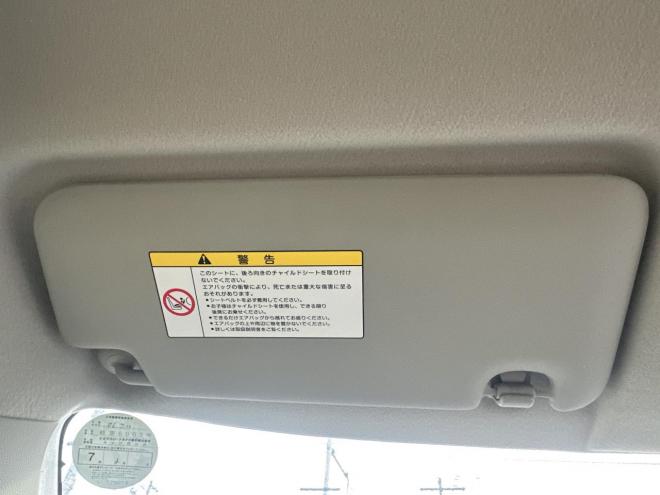 警告
このシートに、後ろ向きのチャイルドシートを取り付け
ないでください。
エアバッグの衝撃により、死亡または重大な傷害に至る
おそれがあります。
•シートベルトを必ず着用してください。
•お子様はチャイルドシートを使用し、できる限り
後席にお乗せください。
•できるだけエアバッグから離れてお座りください。
•エアバッグの上や周辺に物を置かないでください。
•詳しくは取扱説明書をご覧ください。
7